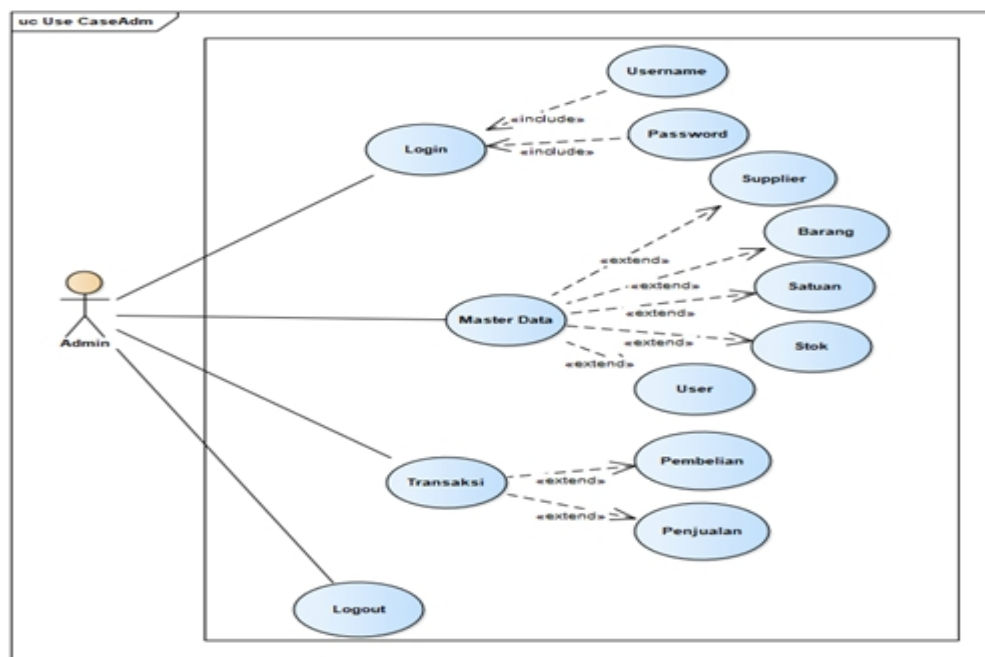 uc Use CaseAdm
Username
«include»
Password
Login
«include»
Supplier
Barang
«extend»
«extend»
Satuan
«extend»
Master Data
Admin
«extend»
Stok
«extend»
User
Pembelian
Transaksi
«extend»
«extend»
Penjualan
Logout